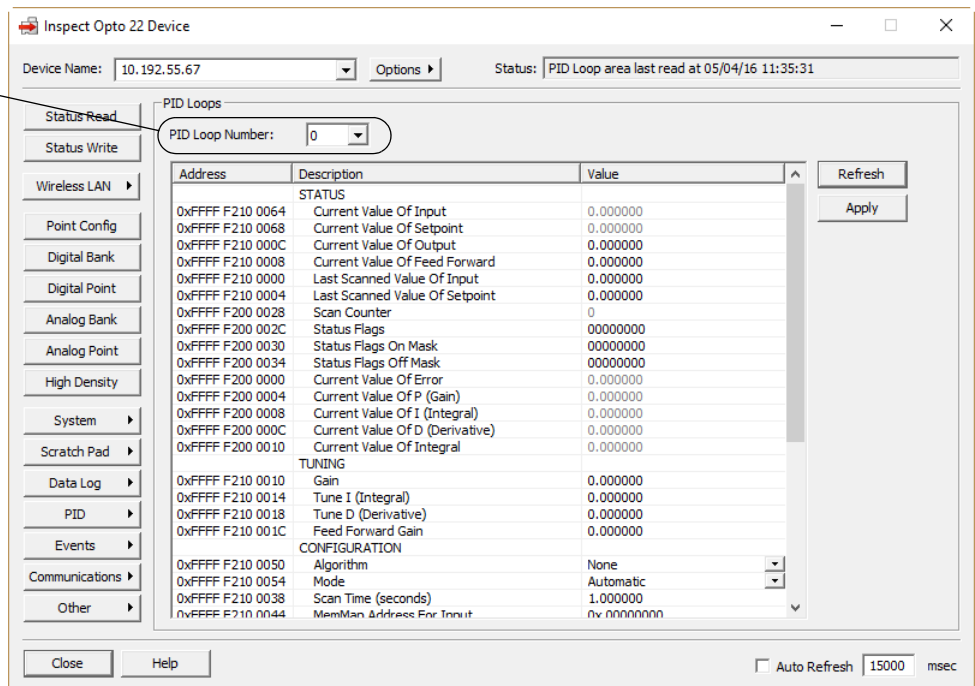 Inspect Opto 22 Device
Device Name: 10.192.55.67 Options Status: PID Loop area last read at 05/04/16 11:35:31
Status Read
Status Write
Wireless LAN
Point Config
Digital Bank
Digital Point
Analog Bank
Analog Point
High Density
System
Scratch Pad
Data Log
PID
Events
Communications
Other
PID Loops
PID Loop Number: 0
Address Description Value
STATUS
0xFFFF F210 0064 Current Value Of Input 0.000000
0xFFFF F210 0068 Current Value Of Setpoint 0.000000
0xFFFF F210 000C Current Value Of Output 0.000000
0xFFFF F210 0008 Current Value Of Feed Forward 0.000000
0xFFFF F210 0000 Last Scanned Value Of Input 0.000000
0xFFFF F210 0004 Last Scanned Value Of Setpoint 0.000000
0xFFFF F200 0028 Scan Counter 0
0xFFFF F200 002C Status Flags 00000000
0xFFFF F200 0030 Status Flags On Mask 00000000
0xFFFF F200 0034 Status Flags Off Mask 00000000
0xFFFF F200 0000 Current Value Of Error 0.000000
0xFFFF F200 0004 Current Value Of P (Gain) 0.000000
0xFFFF F200 0008 Current Value Of I (Integral) 0.000000
0xFFFF F200 000C Current Value Of D (Derivative) 0.000000
0xFFFF F200 0010 Current Value Of Integral 0.000000
TUNING
0xFFFF F210 0010 Gain 0.000000
0xFFFF F210 0014 Tune I (Integral) 0.000000
0xFFFF F210 0018 Tune D (Derivative) 0.000000
0xFFFF F210 001C Feed Forward Gain 0.000000
CONFIGURATION
0xFFFF F210 0050 Algorithm None
0xFFFF F210 0054 Mode Automatic
0xFFFF F210 0038 Scan Time (seconds) 1.000000
0xFFFF F210 0044 MemMap Address For Input 0x 00000000
Refresh
Apply
Close Help Auto Refresh 15000 msec